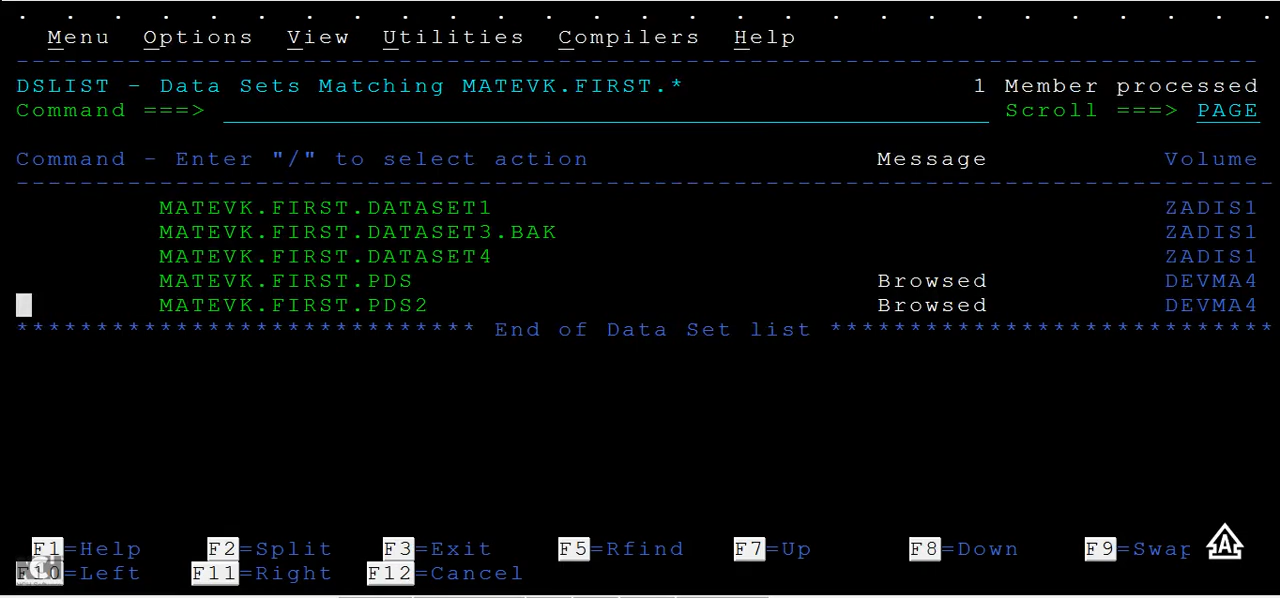 . . . . . . . . . . . . . . . . . . . . . . . . . . .
Menu Options View Utilities Compilers Help
-------------------------------------------------------------------------------
DSLIST - Data Sets Matching MATEVK.FIRST.* 1 Member processed
Command ===> Scroll ===> PAGE
Command - Enter "/" to select action Message Volume
-------------------------------------------------------------------------------
MATEVK.FIRST.DATASET1 ZADIS1
MATEVK.FIRST.DATASET3.BAK ZADIS1
MATEVK.FIRST.DATASET4 ZADIS1
MATEVK.FIRST.PDS Browsed DEVMA4
MATEVK.FIRST.PDS2 Browsed DEVMA4
***************************** End of Data Set list ****************************
F1=Help F2=Split F3=Exit F5=Rfind F7=Up F8=Down F9=Swap
F10=Left F11=Right F12=Cancel
A